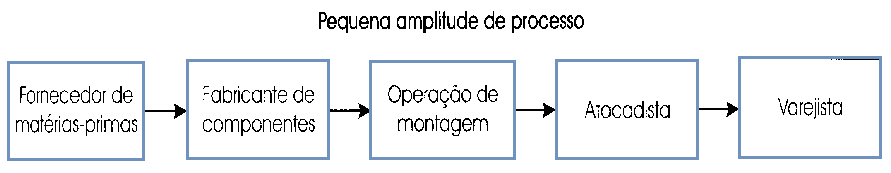 Pequena amplitude de processo
Fornecedor de
matérias-primas
Fabricante de
componentes
Operação de
montagem
Atacadista
Varejista